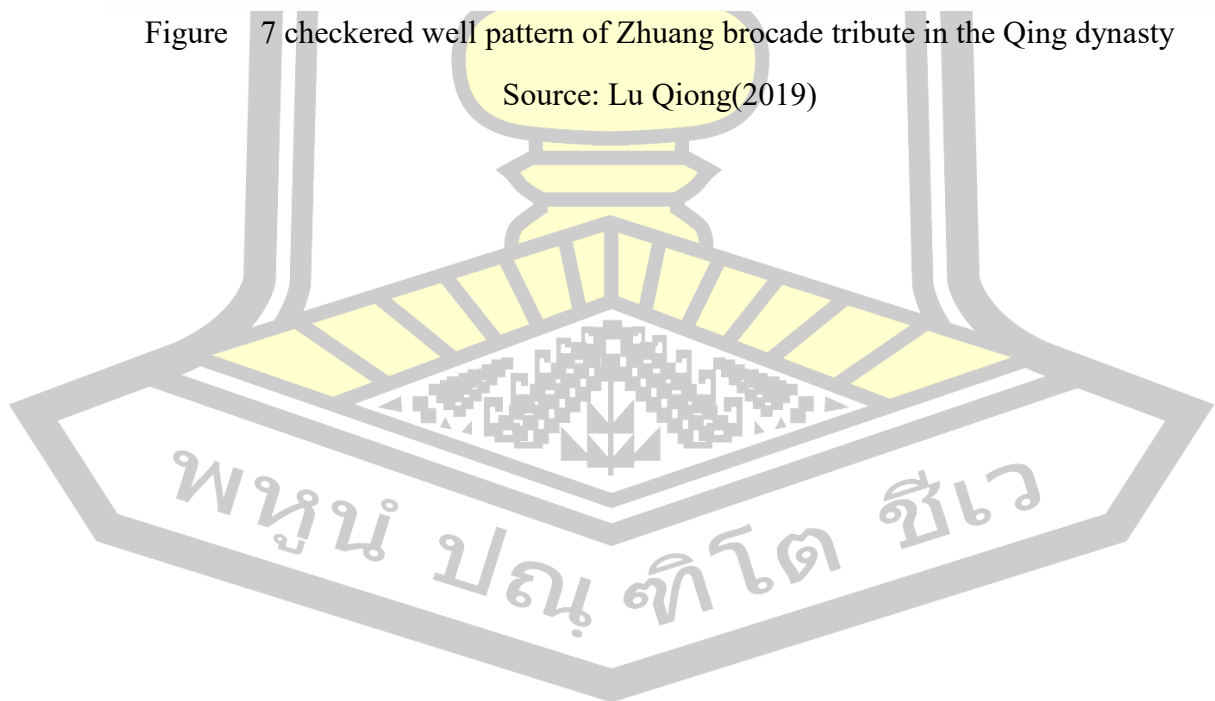 Figure 7 checkered well pattern of Zhuang brocade tribute in the Qing dynasty
Source: Lu Qiong(2019)
พหูนํ ปณฺฑิโต ชีเว